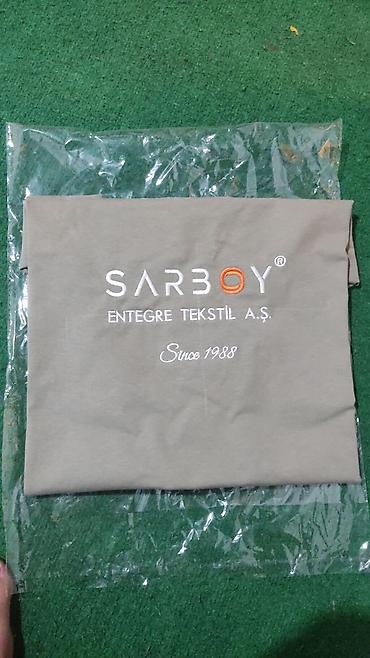 SARBOY®
ENTEGRE TEKSTİL A.Ş.
Since 1988